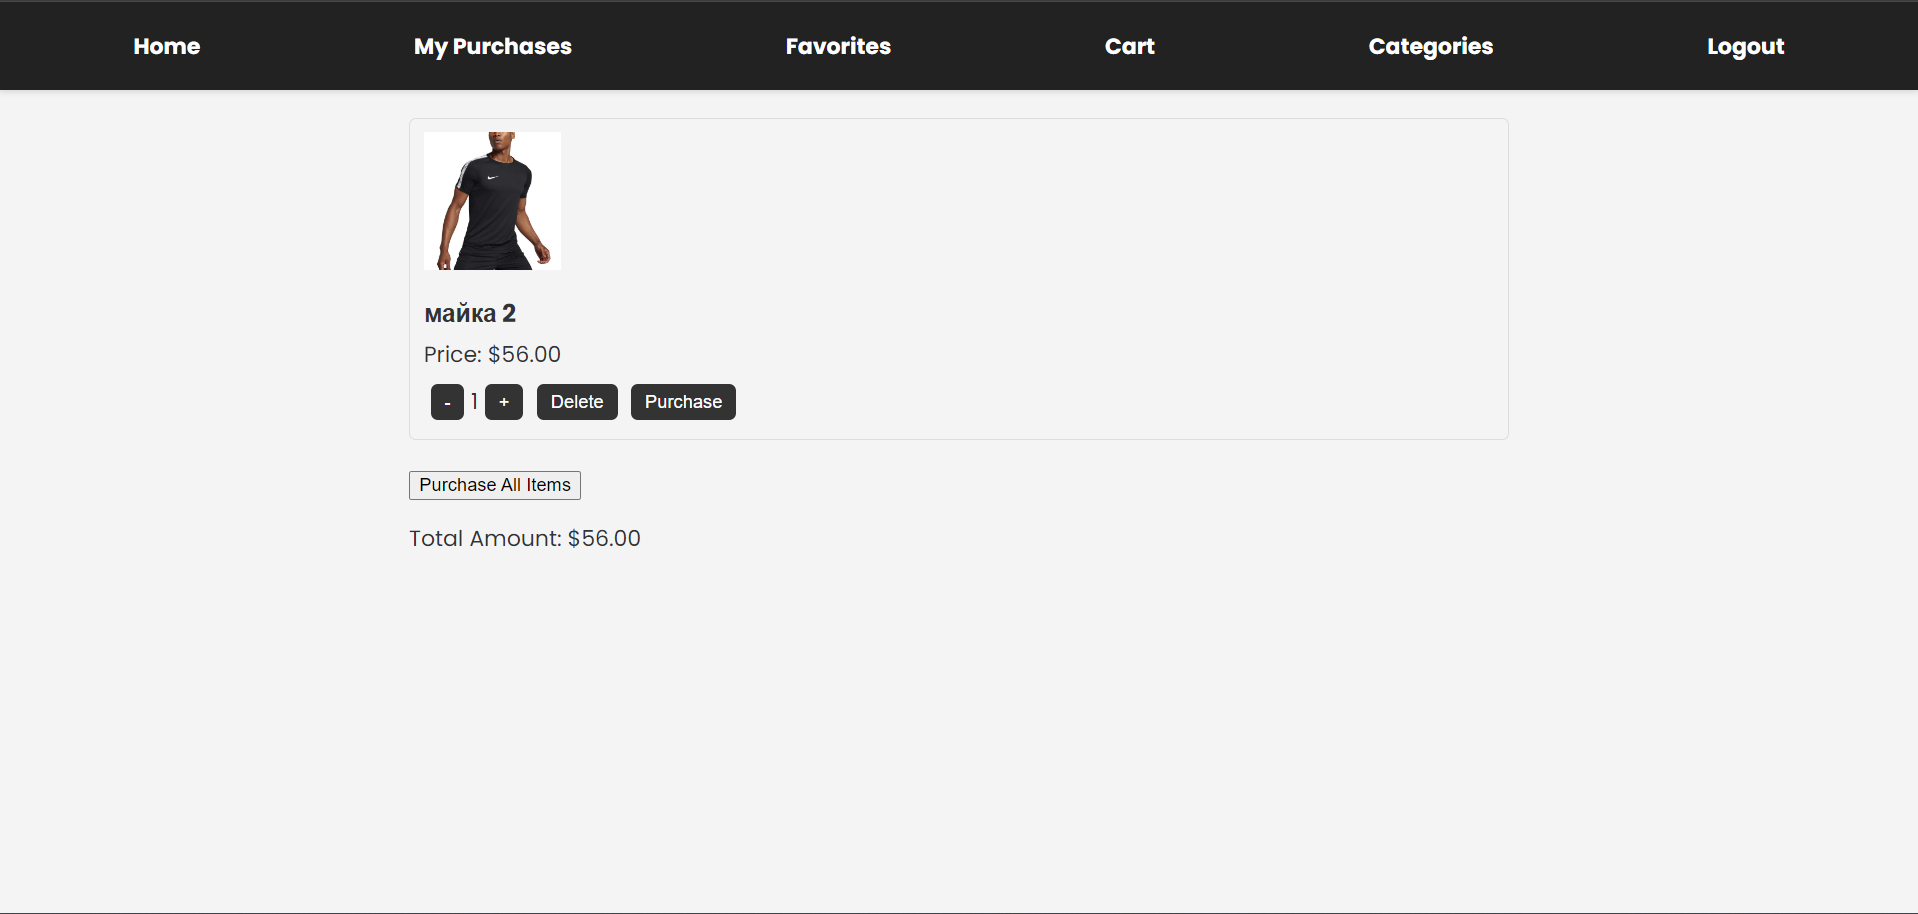 Home My Purchases Favorites Cart Categories Logout
майка 2
Price: $56.00
- 1 + Delete Purchase
Purchase All Items
Total Amount: $56.00